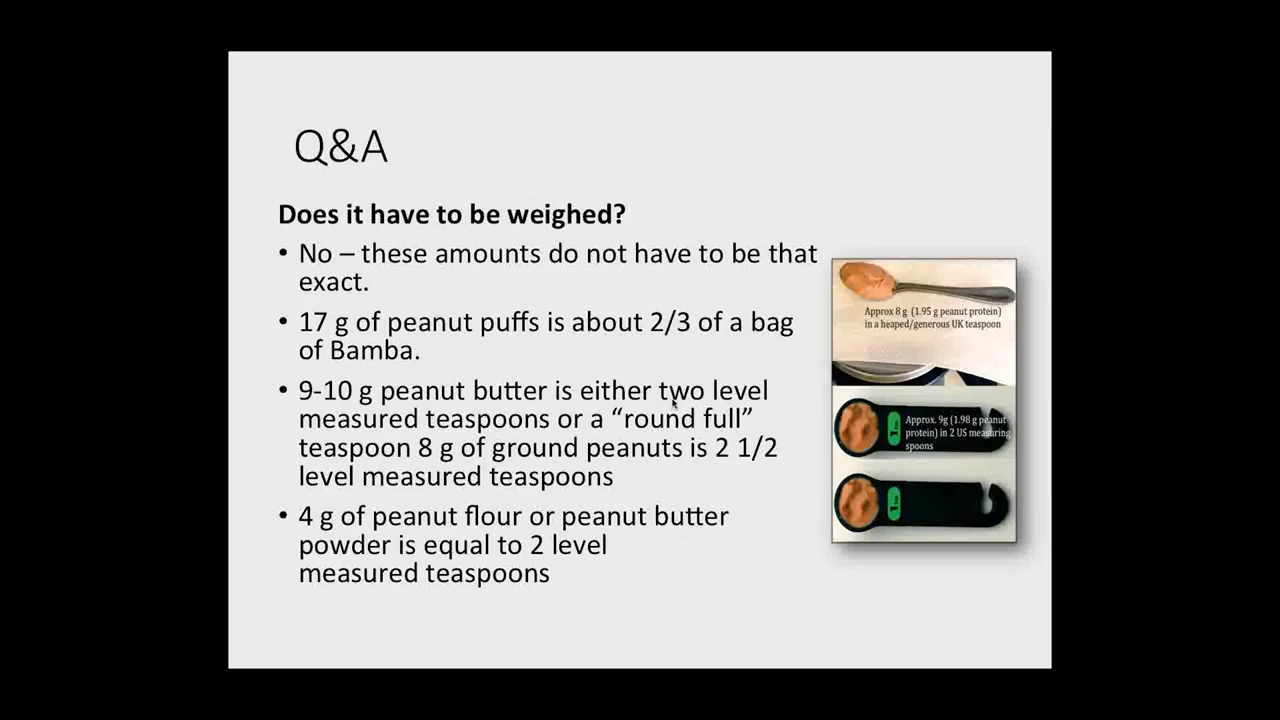 Q&A
Does it have to be weighed?
• No – these amounts do not have to be that
exact.
• 17 g of peanut puffs is about 2/3 of a bag
of Bamba.
• 9-10 g peanut butter is either two level
measured teaspoons or a “round full”
teaspoon 8 g of ground peanuts is 2 1/2
level measured teaspoons
• 4 g of peanut flour or peanut butter
powder is equal to 2 level
measured teaspoons
Approx 8 g (1.95 g peanut protein)
in a heaped/generous UK teaspoon
Approx. 9g (1.98 g peanut
protein) in 2 US measuring
spoons